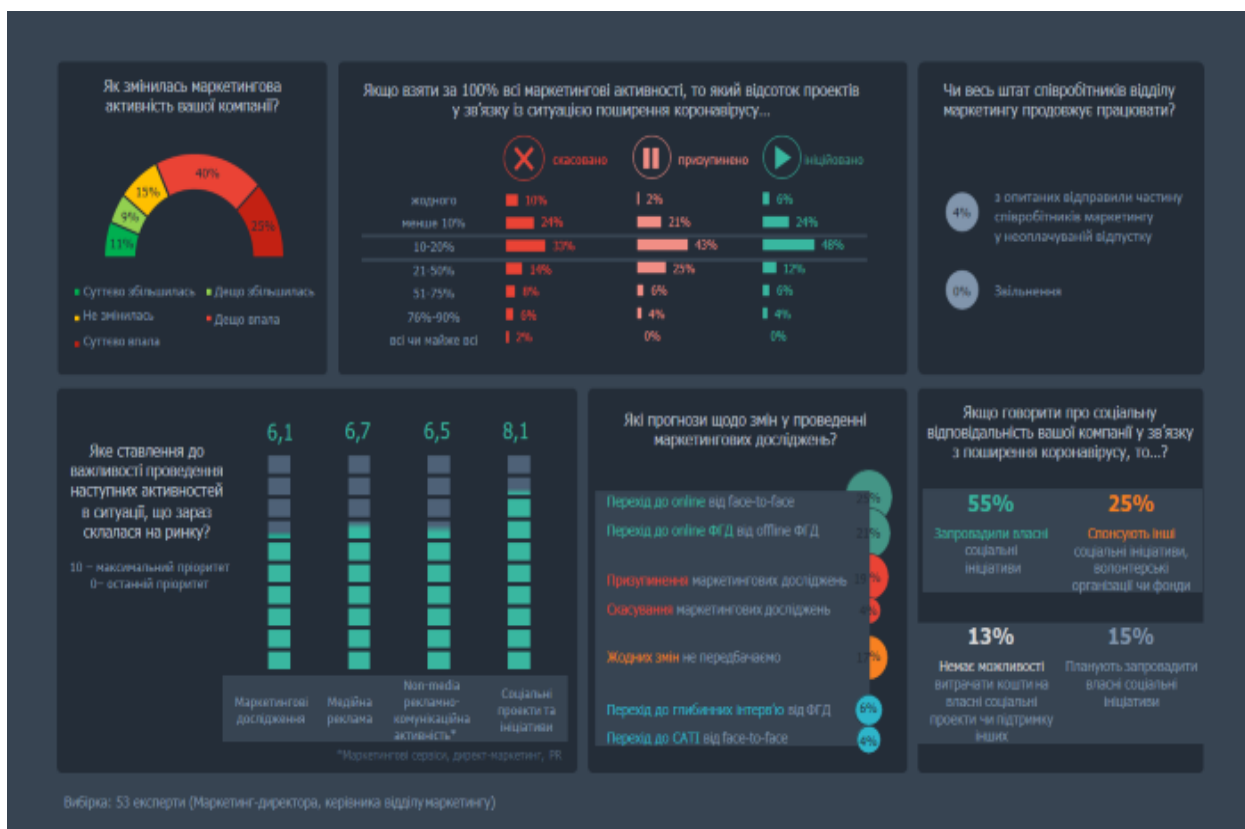 Як змінилась маркетингова
активність вашої компанії?
40%
15%
9%
11%
25%
Суттєво збільшилась
Дещо збільшилась
Не змінилась
Дещо впала
Суттєво впала
Якщо взяти за 100% всі маркетингові активності, то який відсоток проектів
у зв'язку із ситуацією поширення коронавірусу...
скасовано призупинено ініційовано
жодного 10% 2% 6%
менше 10% 24% 21% 24%
10-20% 33% 43% 48%
21-50% 14% 25% 12%
51-75% 8% 6% 6%
76%-90% 6% 4% 4%
всі чи майже всі 2% 0% 0%
Чи весь штат співробітників відділу
маркетингу продовжує працювати?
4%
з опитаних відправили частину
співробітників маркетингу
у неоплачуваній відпустку
0% Звільнення
Яке ставлення до
важливості проведення
наступних активностей
в ситуації, що зараз
склалася на ринку?
10 – максимальний пріоритет
0– останній пріоритет
6,1 6,7 6,5 8,1
Маркетингові
дослідження
Медійна
реклама
Non-media
рекламно-
комунікаційна
активність*
Соціальні
проекти та
ініціативи
*Маркетингові сервіси, директ-маркетинг, PR
Які прогнози щодо змін у проведенні
маркетингових досліджень?
Перехід до online від face-to-face
Перехід до online ФГД від offline ФГД
Призупинення маркетингових досліджень
Скасування маркетингових досліджень 4%
Жодних змін не передбачаємо 17%
Перехід до глибинних інтерв'ю від ФГД 6%
Перехід до CATI від face-to-face 4%
Якщо говорити про соціальну
відповідальність вашої компанії у зв'язку
з поширення коронавірусу, то...?
55%
Запровадили власні
соціальні
ініціативи
25%
Спонсують інші
соціальні ініціативи,
волонтерські
організації чи фонди
13%
Немає можливості
витрачати кошти на
власні соціальні
проекти чи підтримку
інших
15%
Планують запровадити
власні соціальні
ініціативи
Вибірка: 53 експерти (Маркетинг-директора, керівника відділу маркетингу)